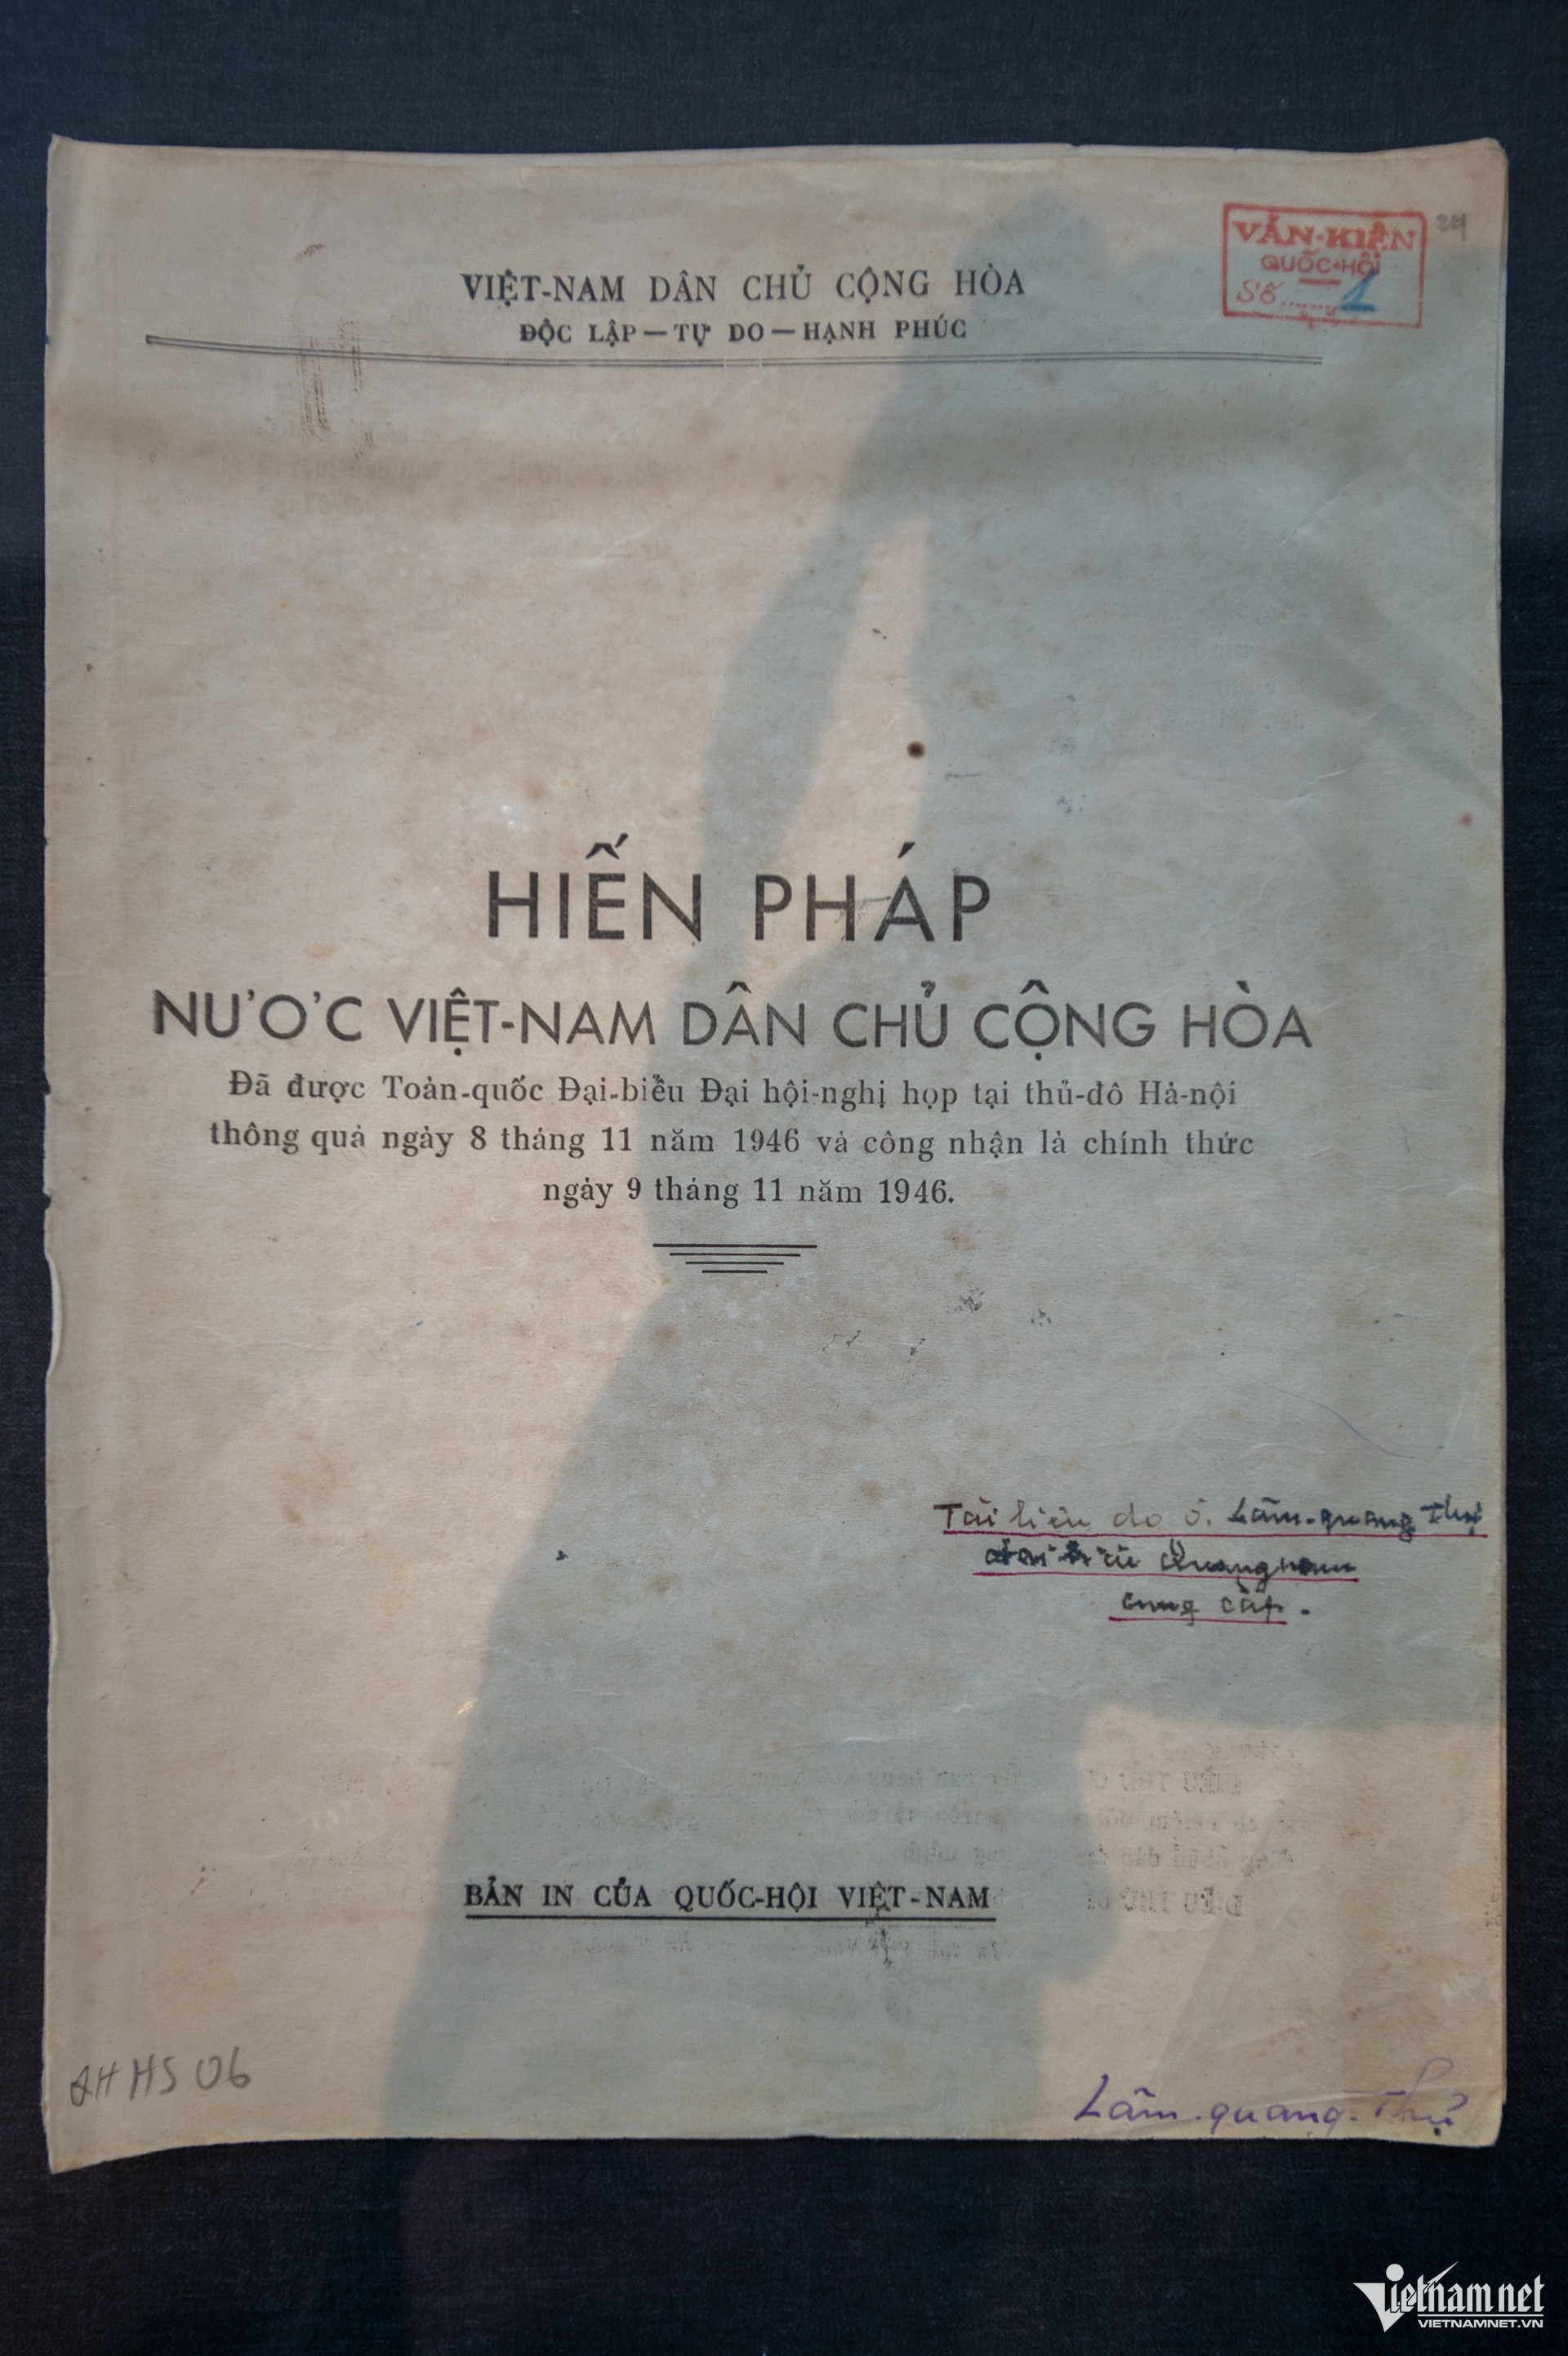 VIỆT-NAM DÂN CHỦ CỘNG HÒA
ĐỘC LẬP — TỰ DO — HẠNH PHÚC
VĂN-KIỆN
QUỐC-HỘI
Số........1
HIẾN PHÁP
NƯỚC VIỆT-NAM DÂN CHỦ CỘNG HÒA
Đã được Toàn-quốc Đại-biểu Đại hội-nghị họp tại thủ-đô Hà-nội
thông quá ngày 8 tháng 11 năm 1946 và công nhận là chính thức
ngày 9 tháng 11 năm 1946.
Tài liệu do ô. Lâm-quang Thự
đại biểu Quảng nam
cung cấp.
BẢN IN CỦA QUỐC-HỘI VIỆT-NAM
HS 06
Lâm-quang-Thự
Vietnamnet
VIETNAMNET.VN